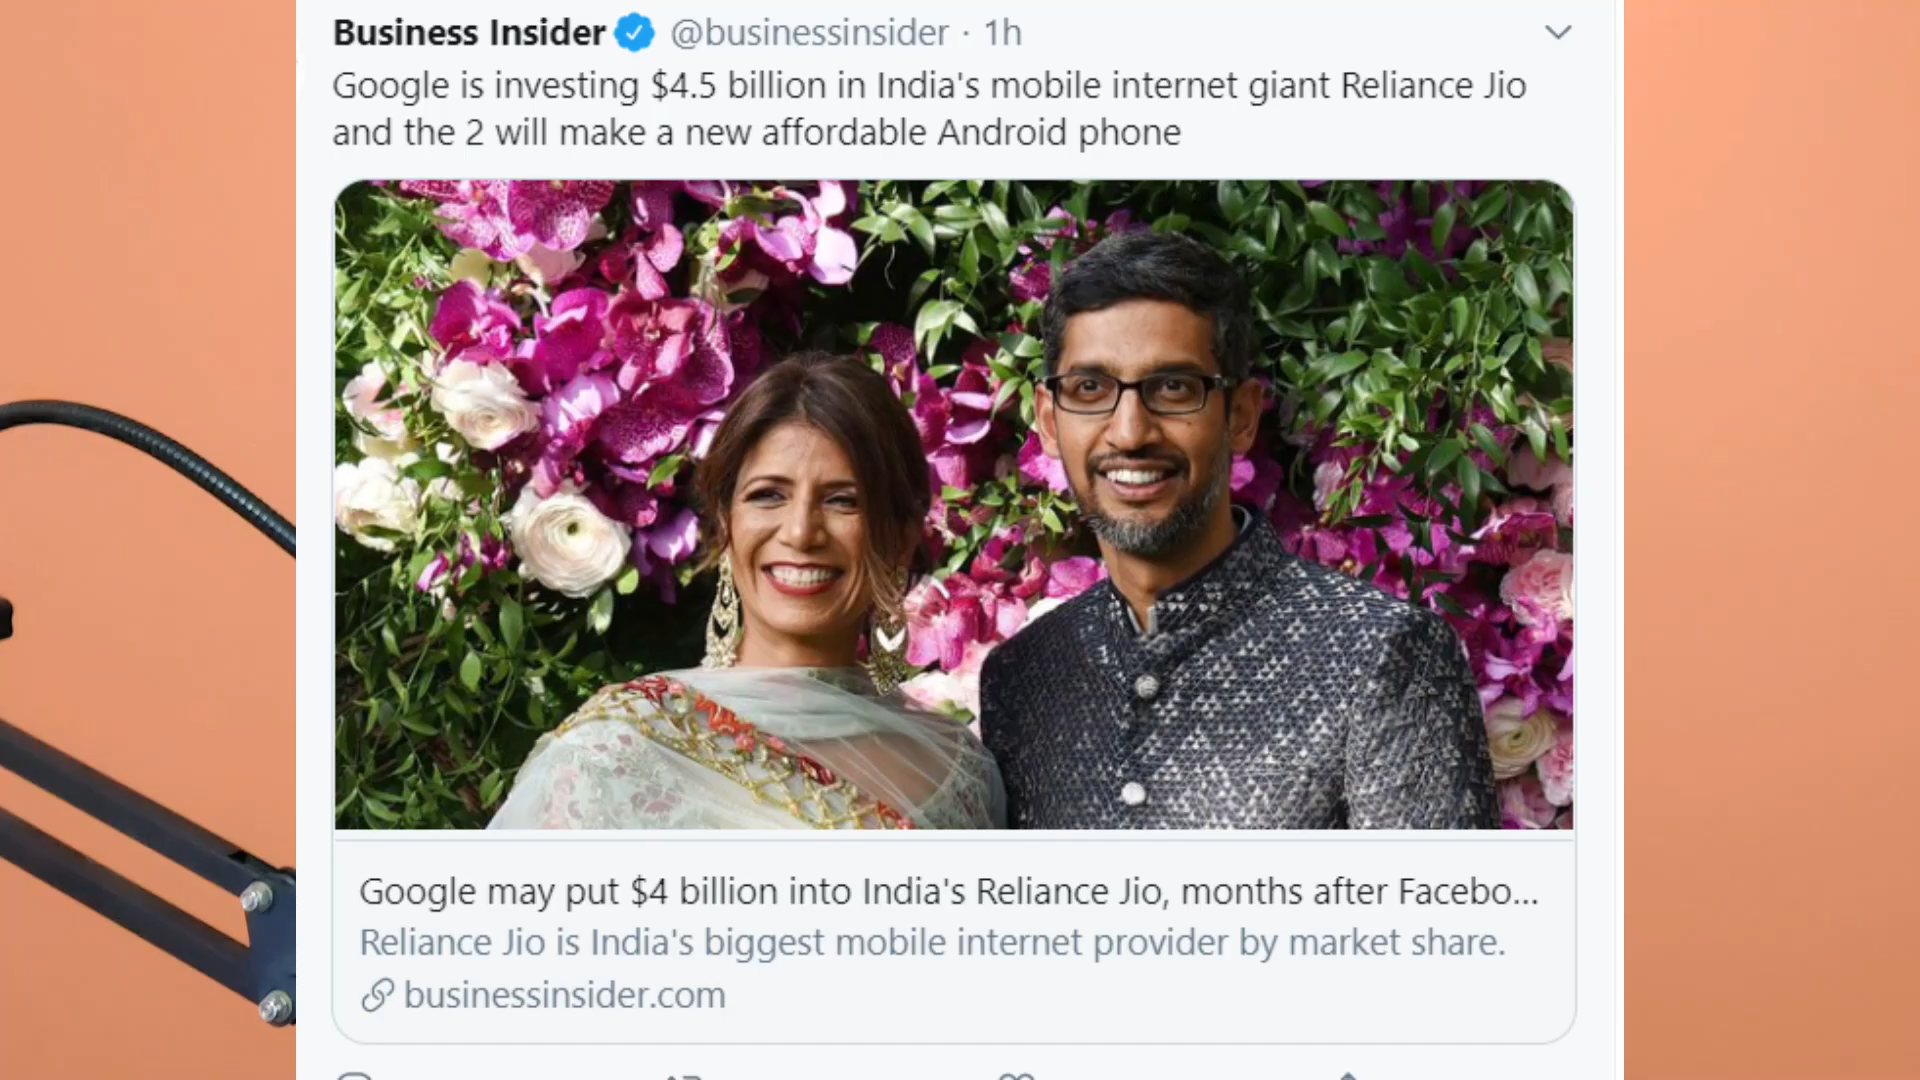 Business Insider @businessinsider · 1h
Google is investing $4.5 billion in India's mobile internet giant Reliance Jio
and the 2 will make a new affordable Android phone
Google may put $4 billion into India's Reliance Jio, months after Facebo...
Reliance Jio is India's biggest mobile internet provider by market share.
businessinsider.com